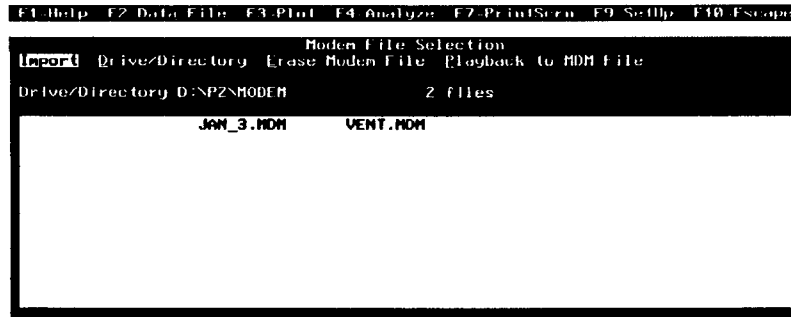 F1-Help F2 Data File F3-Plot F4-Analyze F7-PrintScrn F9 SetUp F10-Escape
Modem File Selection
Import Drive/Directory Erase Modem File Playback to MDM File
Drive/Directory D:\P2\MODEM 2 files
JAN_3.MDM VENT.MDM